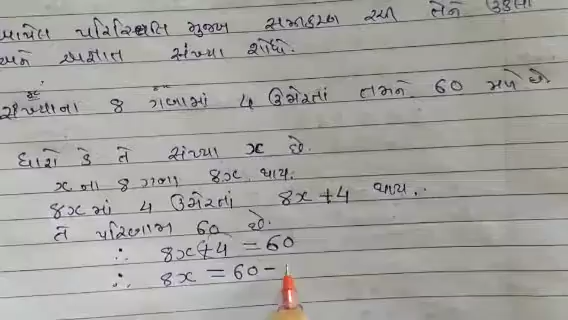 આપેલ પરિસ્થિતિ મુજબ સમીકરણ રચી તેને ઉકેલો
અને અજ્ઞાત સંખ્યા શોધો.
સંખ્યાના 8 ગણામાં 4 ઉમેરતાં તમને 60 મળે છે
ધારો કે તે સંખ્યા x છે.
x ના 8 ગણા 8x થાય.
8x માં 4 ઉમેરતાં 8x + 4 થાય.
તે પરિણામ 60 છે.
∴ 8x + 4 = 60
∴ 8x = 60 -